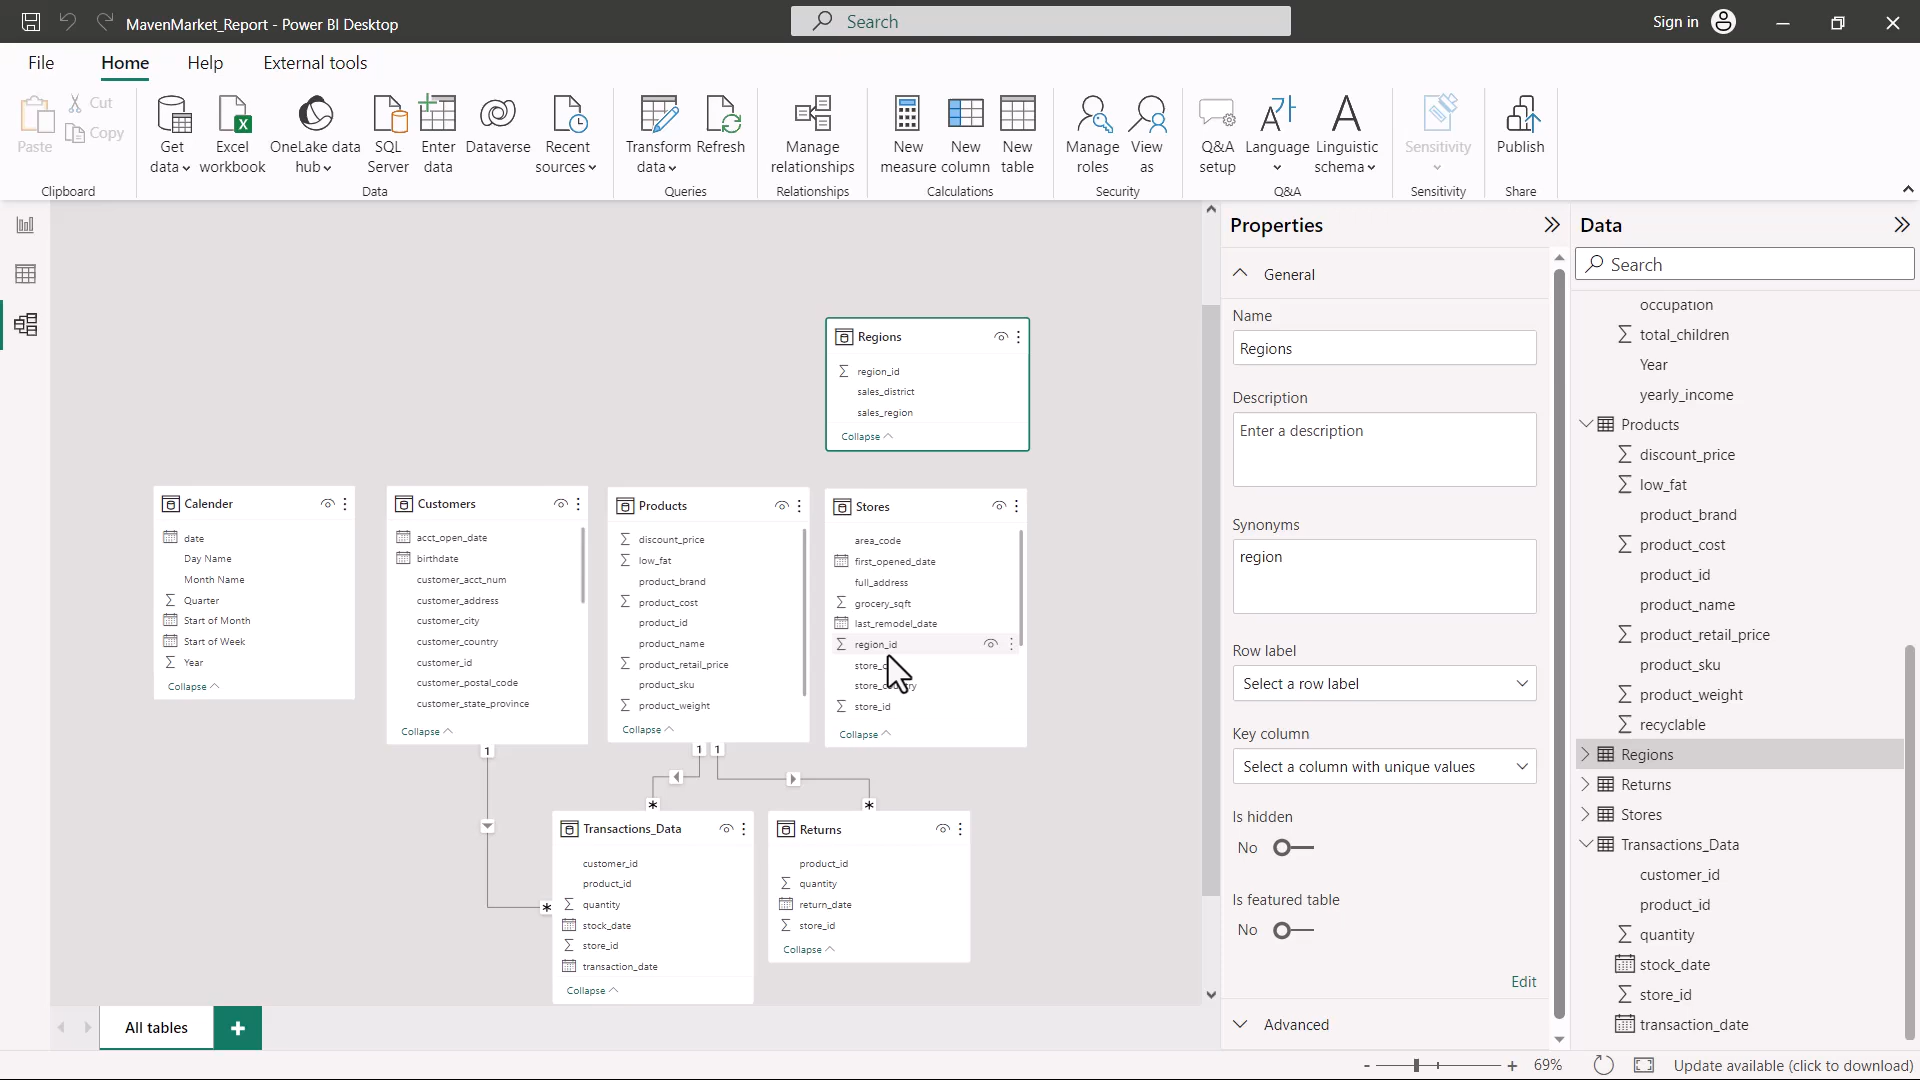 MavenMarket_Report - Power BI Desktop
Search
Sign in
File
Home
Help
External tools
Paste
Cut
Copy
Clipboard
Get data
Excel workbook
OneLake data hub
SQL Server
Enter data
Dataverse
Recent sources
Data
Transform data
Refresh
Queries
Manage relationships
Relationships
New measure
New column
New table
Calculations
Manage roles
View as
Security
Q&A setup
Language
Linguistic schema
Q&A
Sensitivity
Sensitivity
Publish
Share
Regions
region_id
sales_district
sales_region
Collapse
Calender
date
Day Name
Month Name
Quarter
Start of Month
Start of Week
Year
Collapse
Customers
acct_open_date
birthdate
customer_acct_num
customer_address
customer_city
customer_country
customer_id
customer_postal_code
customer_state_province
Collapse
Products
discount_price
low_fat
product_brand
product_cost
product_id
product_name
product_retail_price
product_sku
product_weight
Collapse
Stores
area_code
first_opened_date
full_address
grocery_sqft
last_remodel_date
region_id
store_id
Collapse
1
1
1
*
*
*
Transactions_Data
customer_id
product_id
quantity
stock_date
store_id
transaction_date
Collapse
Returns
product_id
quantity
return_date
store_id
Collapse
All tables
+
Properties
General
Name
Regions
Description
Enter a description
Synonyms
region
Row label
Select a row label
Key column
Select a column with unique values
Is hidden
No
Is featured table
No
Edit
Advanced
Data
Search
occupation
total_children
Year
yearly_income
Products
discount_price
low_fat
product_brand
product_cost
product_id
product_name
product_retail_price
product_sku
product_weight
recyclable
Regions
Returns
Stores
Transactions_Data
customer_id
product_id
quantity
stock_date
store_id
transaction_date
- + 69%
Update available (click to download)